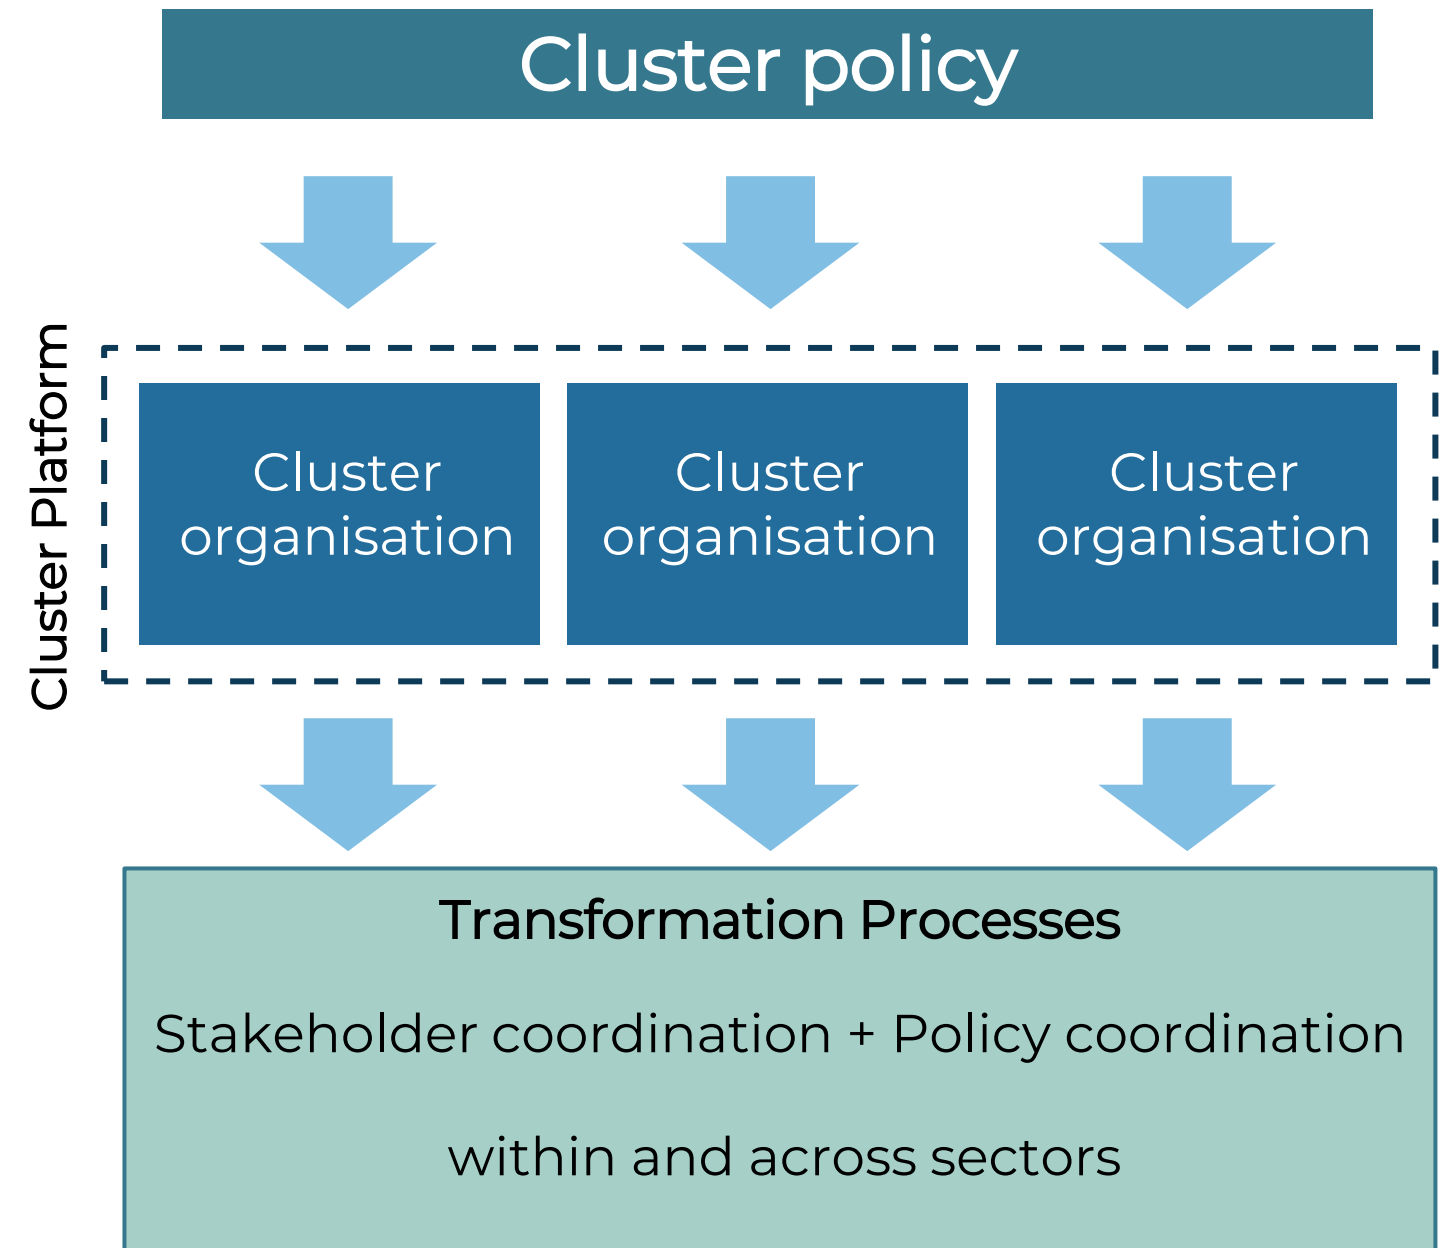 Cluster policy
Cluster Platform
Cluster
organisation
Cluster
organisation
Cluster
organisation
Transformation Processes
Stakeholder coordination + Policy coordination
within and across sectors